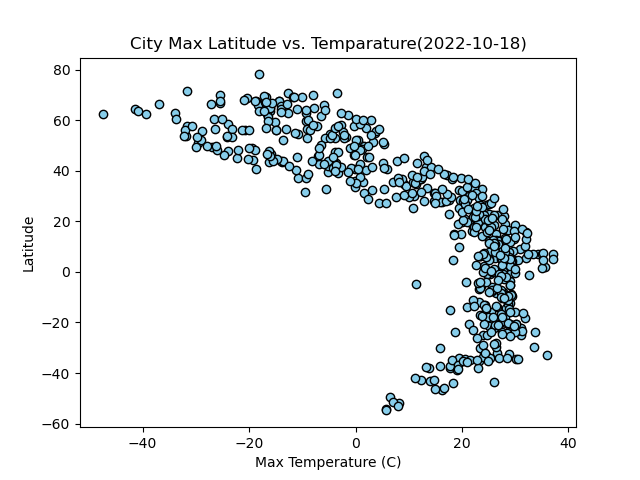 City Max Latitude vs. Temparature(2022-10-18)
80
60
40
20
0
−20
−40
−60
Latitude
−40 −20 0 20 40
Max Temperature (C)